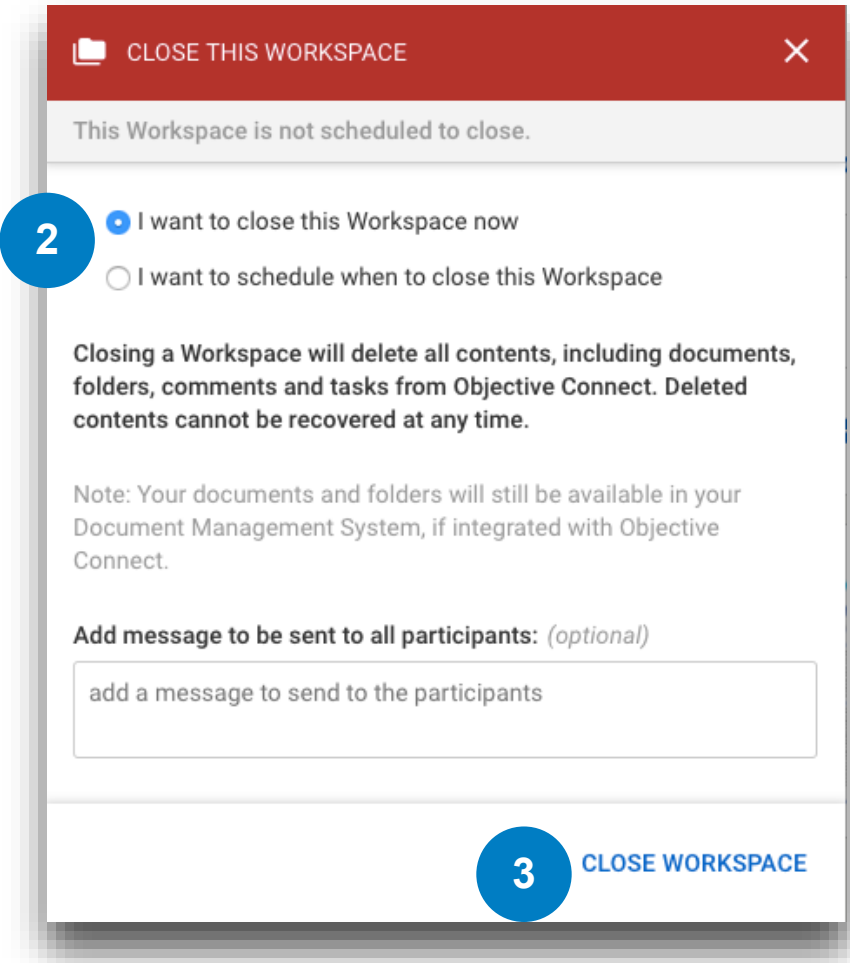 CLOSE THIS WORKSPACE
This Workspace is not scheduled to close.
2
I want to close this Workspace now
I want to schedule when to close this Workspace
Closing a Workspace will delete all contents, including documents,
folders, comments and tasks from Objective Connect. Deleted
contents cannot be recovered at any time.
Note: Your documents and folders will still be available in your
Document Management System, if integrated with Objective
Connect.
Add message to be sent to all participants: (optional)
add a message to send to the participants
3 CLOSE WORKSPACE